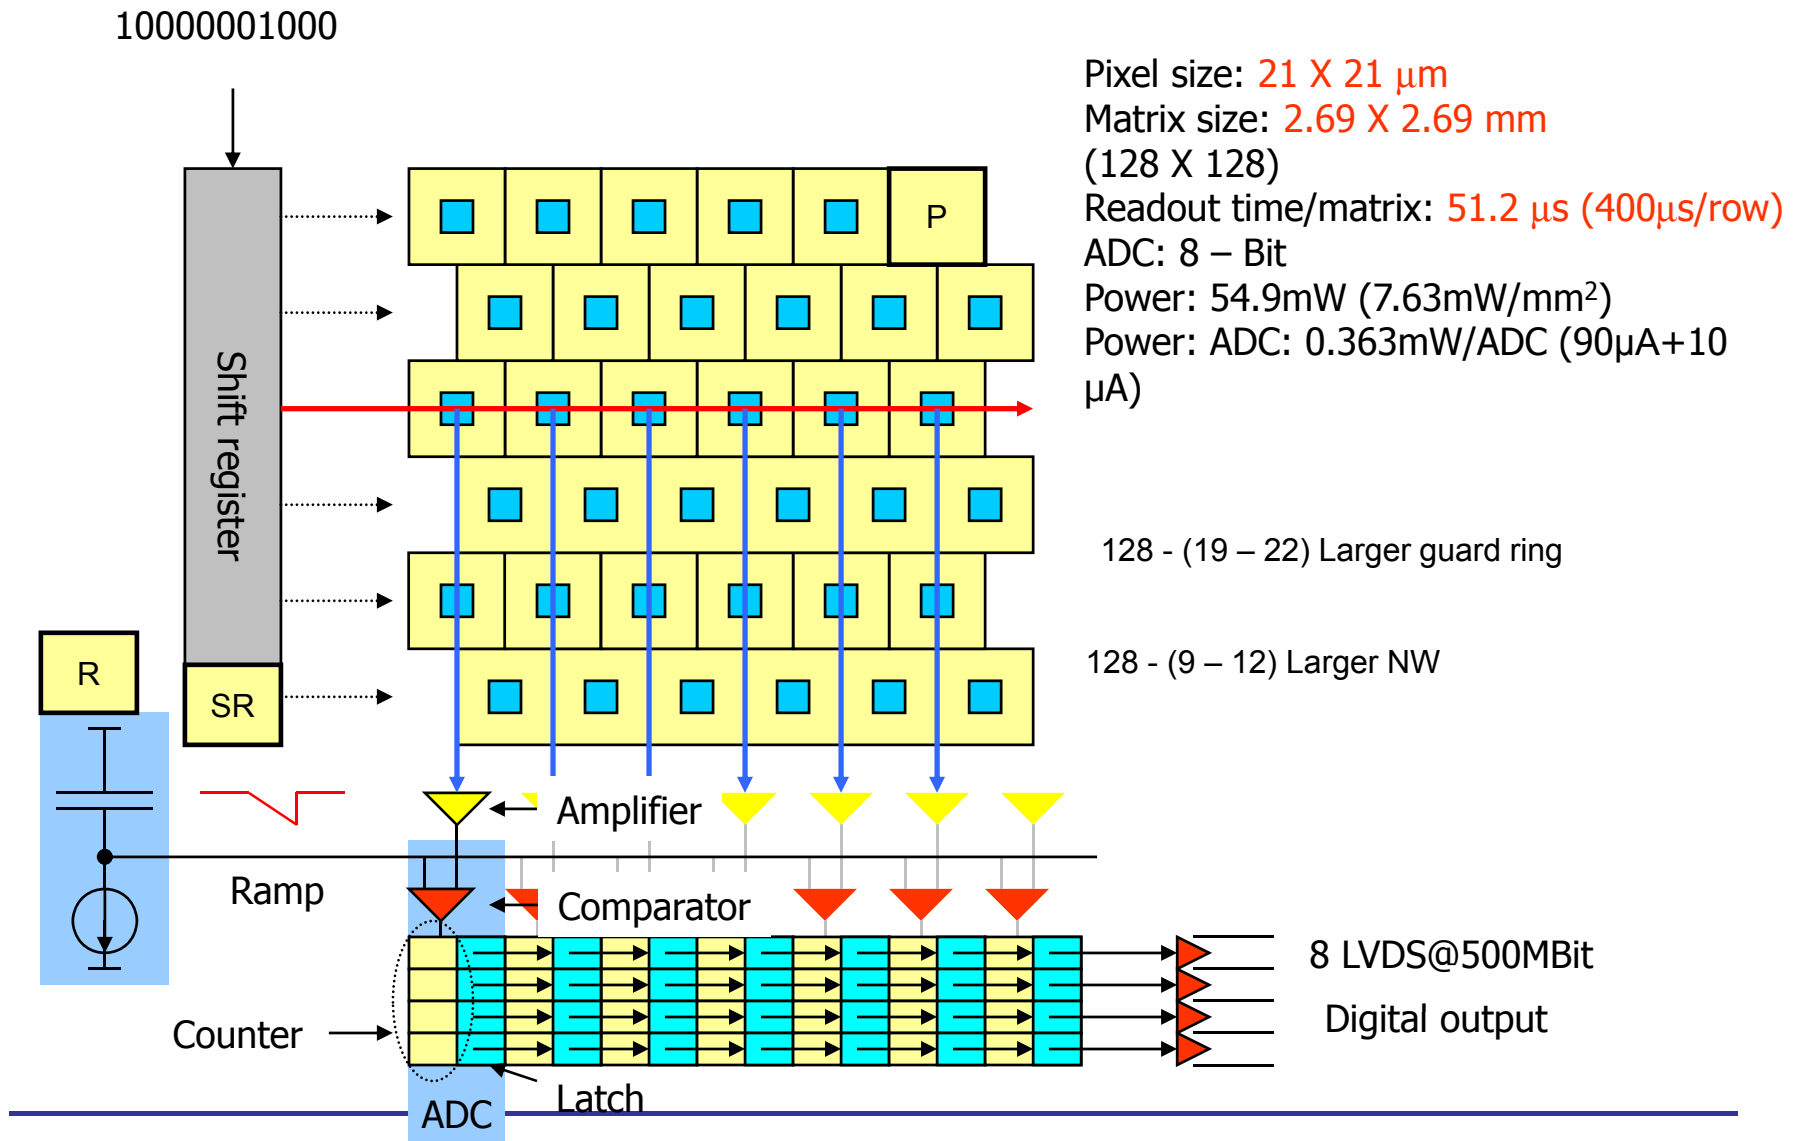 10000001000
Pixel size: 21 X 21 μm
Matrix size: 2.69 X 2.69 mm
(128 X 128)
Readout time/matrix: 51.2 μs (400μs/row)
ADC: 8 – Bit
Power: 54.9mW (7.63mW/mm²)
Power: ADC: 0.363mW/ADC (90μA+10
μA)
P
Shift register
128 - (19 – 22) Larger guard ring
128 - (9 – 12) Larger NW
R
SR
Amplifier
Ramp
Comparator
8 LVDS@500MBit
Digital output
Counter
Latch
ADC